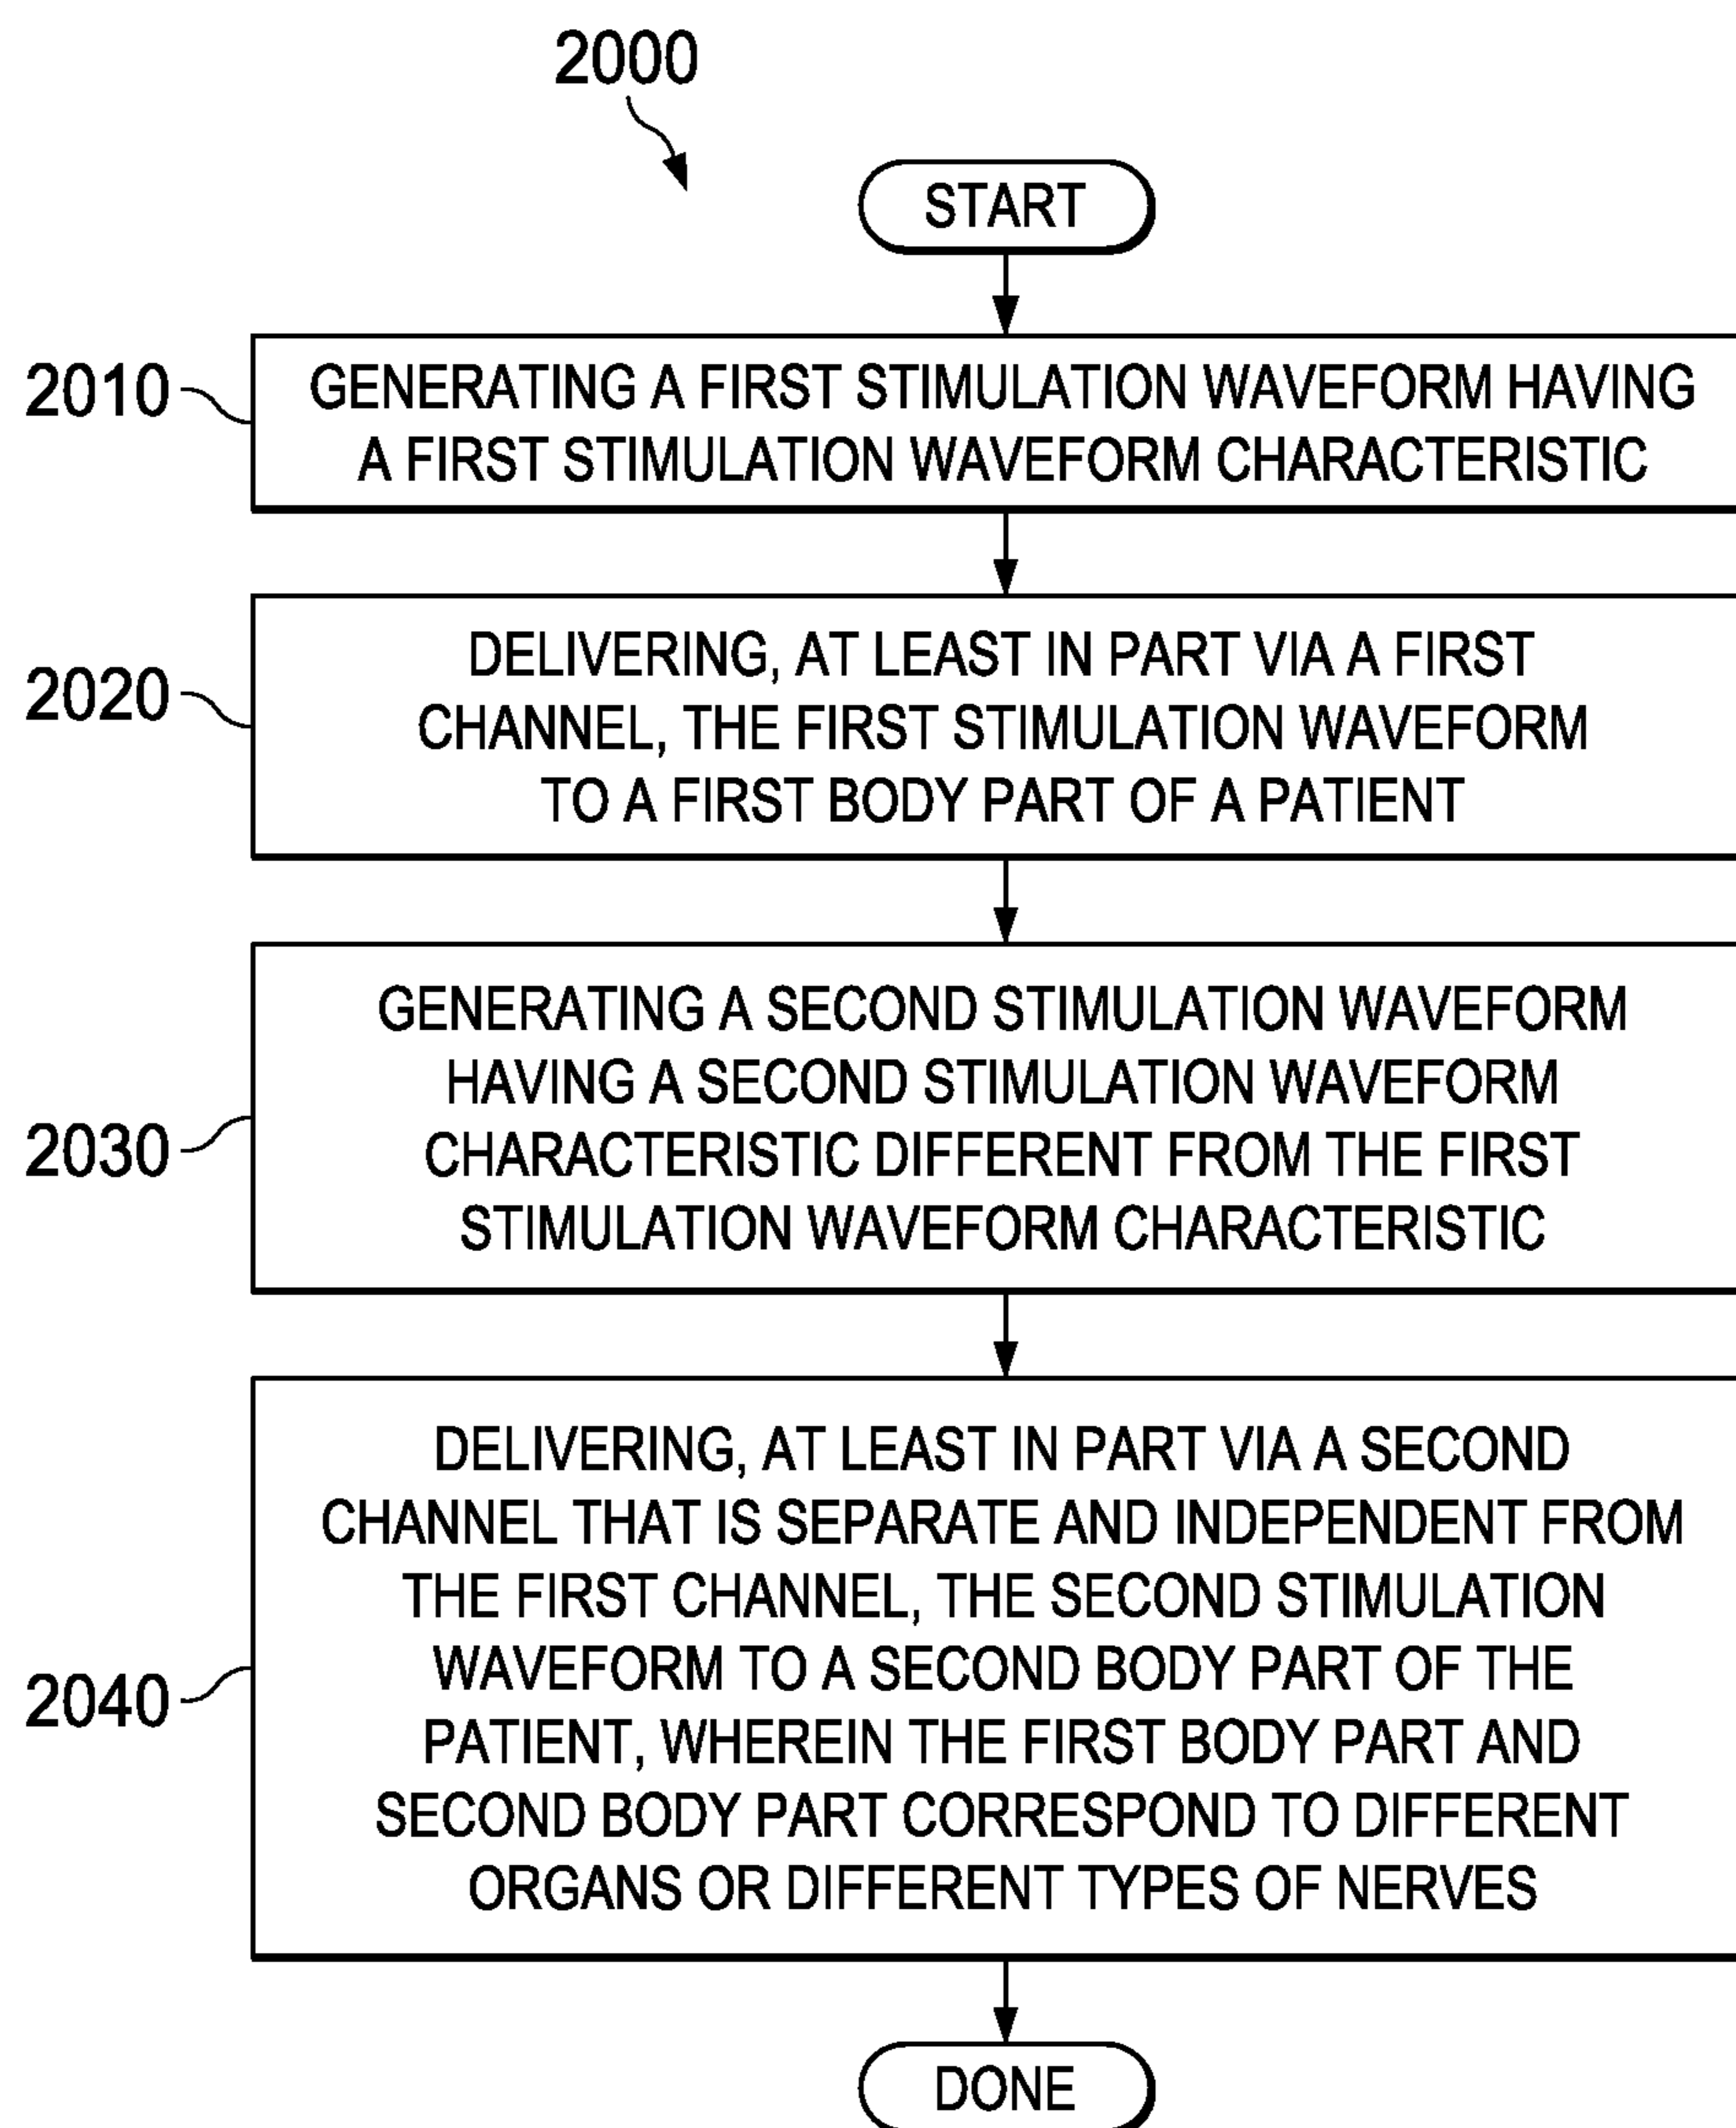 2000
START
2010
GENERATING A FIRST STIMULATION WAVEFORM HAVING
A FIRST STIMULATION WAVEFORM CHARACTERISTIC
2020
DELIVERING, AT LEAST IN PART VIA A FIRST
CHANNEL, THE FIRST STIMULATION WAVEFORM
TO A FIRST BODY PART OF A PATIENT
2030
GENERATING A SECOND STIMULATION WAVEFORM
HAVING A SECOND STIMULATION WAVEFORM
CHARACTERISTIC DIFFERENT FROM THE FIRST
STIMULATION WAVEFORM CHARACTERISTIC
2040
DELIVERING, AT LEAST IN PART VIA A SECOND
CHANNEL THAT IS SEPARATE AND INDEPENDENT FROM
THE FIRST CHANNEL, THE SECOND STIMULATION
WAVEFORM TO A SECOND BODY PART OF THE
PATIENT, WHEREIN THE FIRST BODY PART AND
SECOND BODY PART CORRESPOND TO DIFFERENT
ORGANS OR DIFFERENT TYPES OF NERVES
DONE